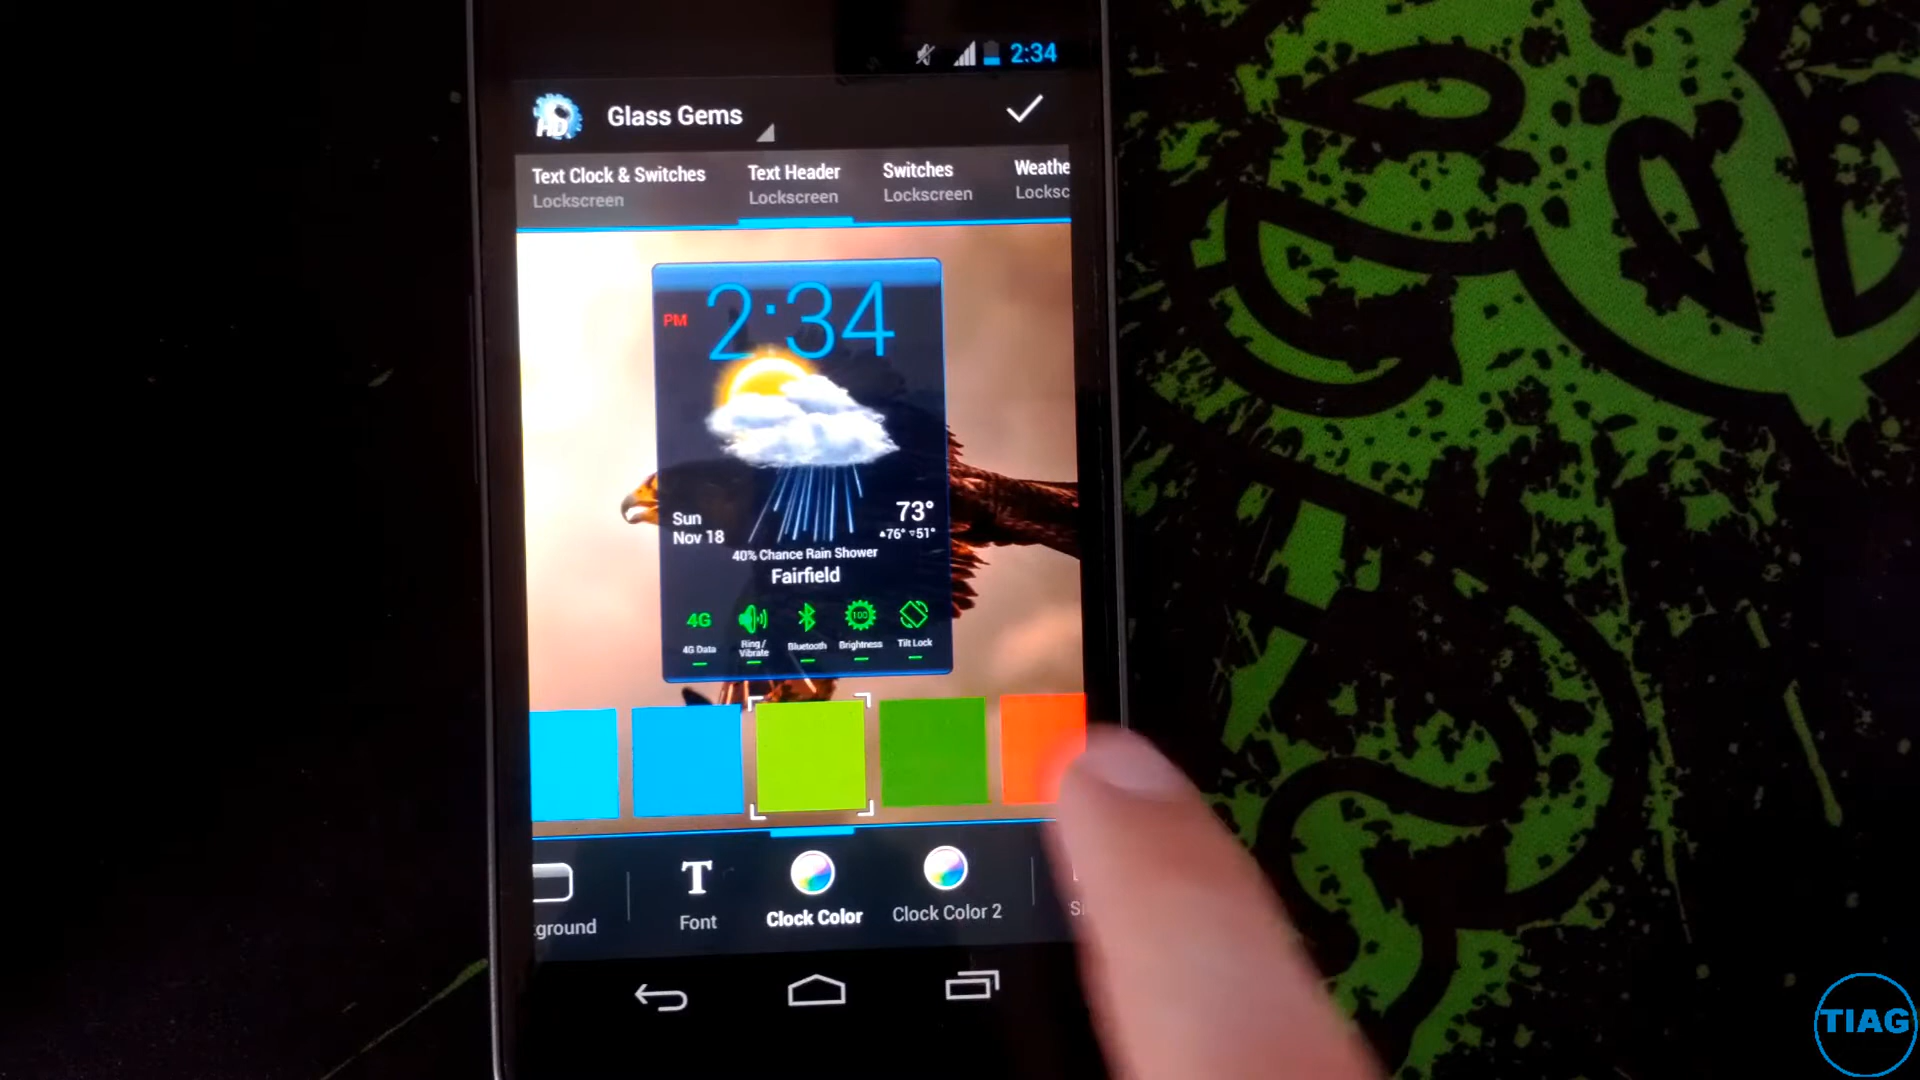 2:34
HD
Glass Gems
Text Clock & Switches
Lockscreen
Text Header
Lockscreen
Switches
Lockscreen
Weathe
Locksc
PM 2:34
Sun
Nov 18
73°
76° 51°
40% Chance Rain Shower
Fairfield
4G
100
4G Data
Ring /
Vibrate
Bluetooth
Brightness
Tilt Lock
ground
Font
Clock Color
Clock Color 2
TIAG